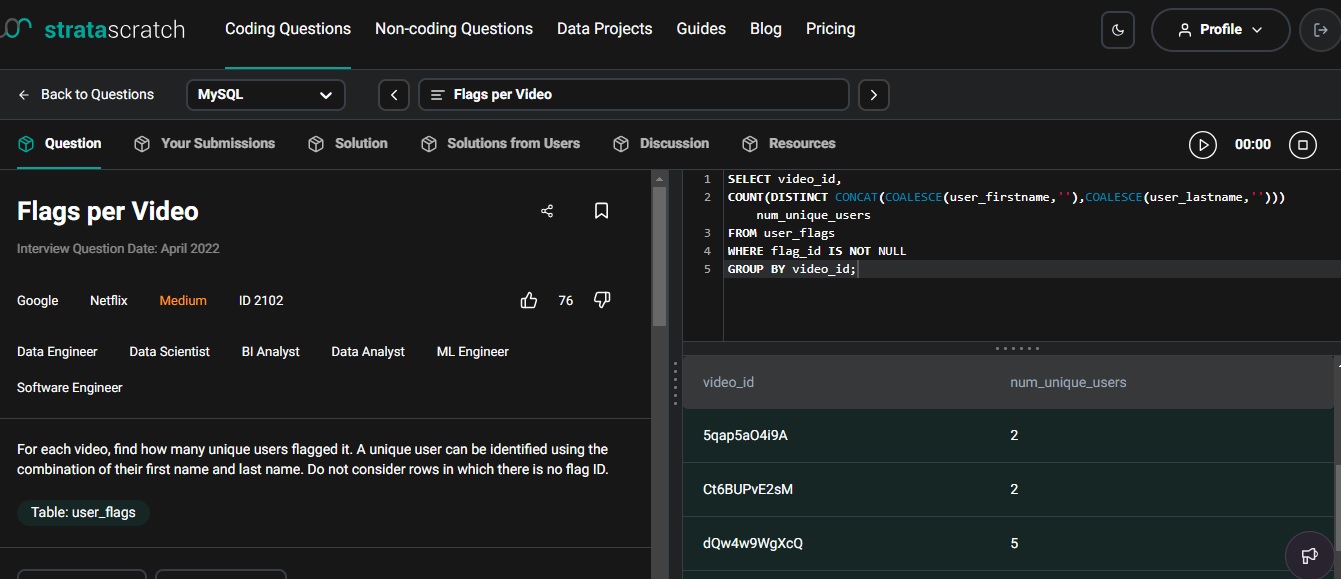 stratascratch
Coding Questions
Non-coding Questions
Data Projects
Guides
Blog
Pricing
Profile
Back to Questions
MySQL
Flags per Video
Question
Your Submissions
Solution
Solutions from Users
Discussion
Resources
00:00
Flags per Video
Interview Question Date: April 2022
Google
Netflix
Medium
ID 2102
76
Data Engineer
Data Scientist
BI Analyst
Data Analyst
ML Engineer
Software Engineer
For each video, find how many unique users flagged it. A unique user can be identified using the
combination of their first name and last name. Do not consider rows in which there is no flag ID.
Table: user_flags
1 SELECT video_id,
2 COUNT(DISTINCT CONCAT(COALESCE(user_firstname,''),COALESCE(user_lastname,'')))
num_unique_users
3 FROM user_flags
4 WHERE flag_id IS NOT NULL
5 GROUP BY video_id;
video_id num_unique_users
5qap5aO4i9A 2
Ct6BUPvE2sM 2
dQw4w9WgXcQ 5